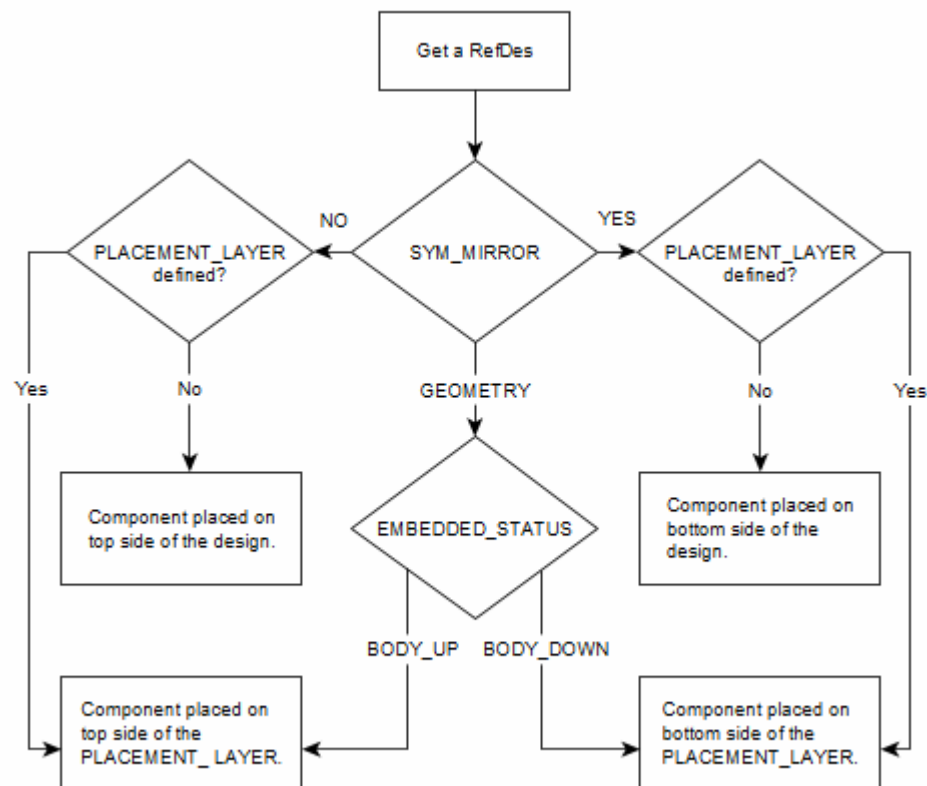 Get a RefDes
NO
YES
PLACEMENT_LAYER
defined?
SYM_MIRROR
PLACEMENT_LAYER
defined?
Yes
No
GEOMETRY
No
Yes
Component placed on
top side of the design.
EMBEDDED_STATUS
Component placed on
bottom side of the
design.
BODY_UP
BODY_DOWN
Component placed on
top side of the
PLACEMENT_ LAYER.
Component placed on
bottom side of the
PLACEMENT_LAYER.